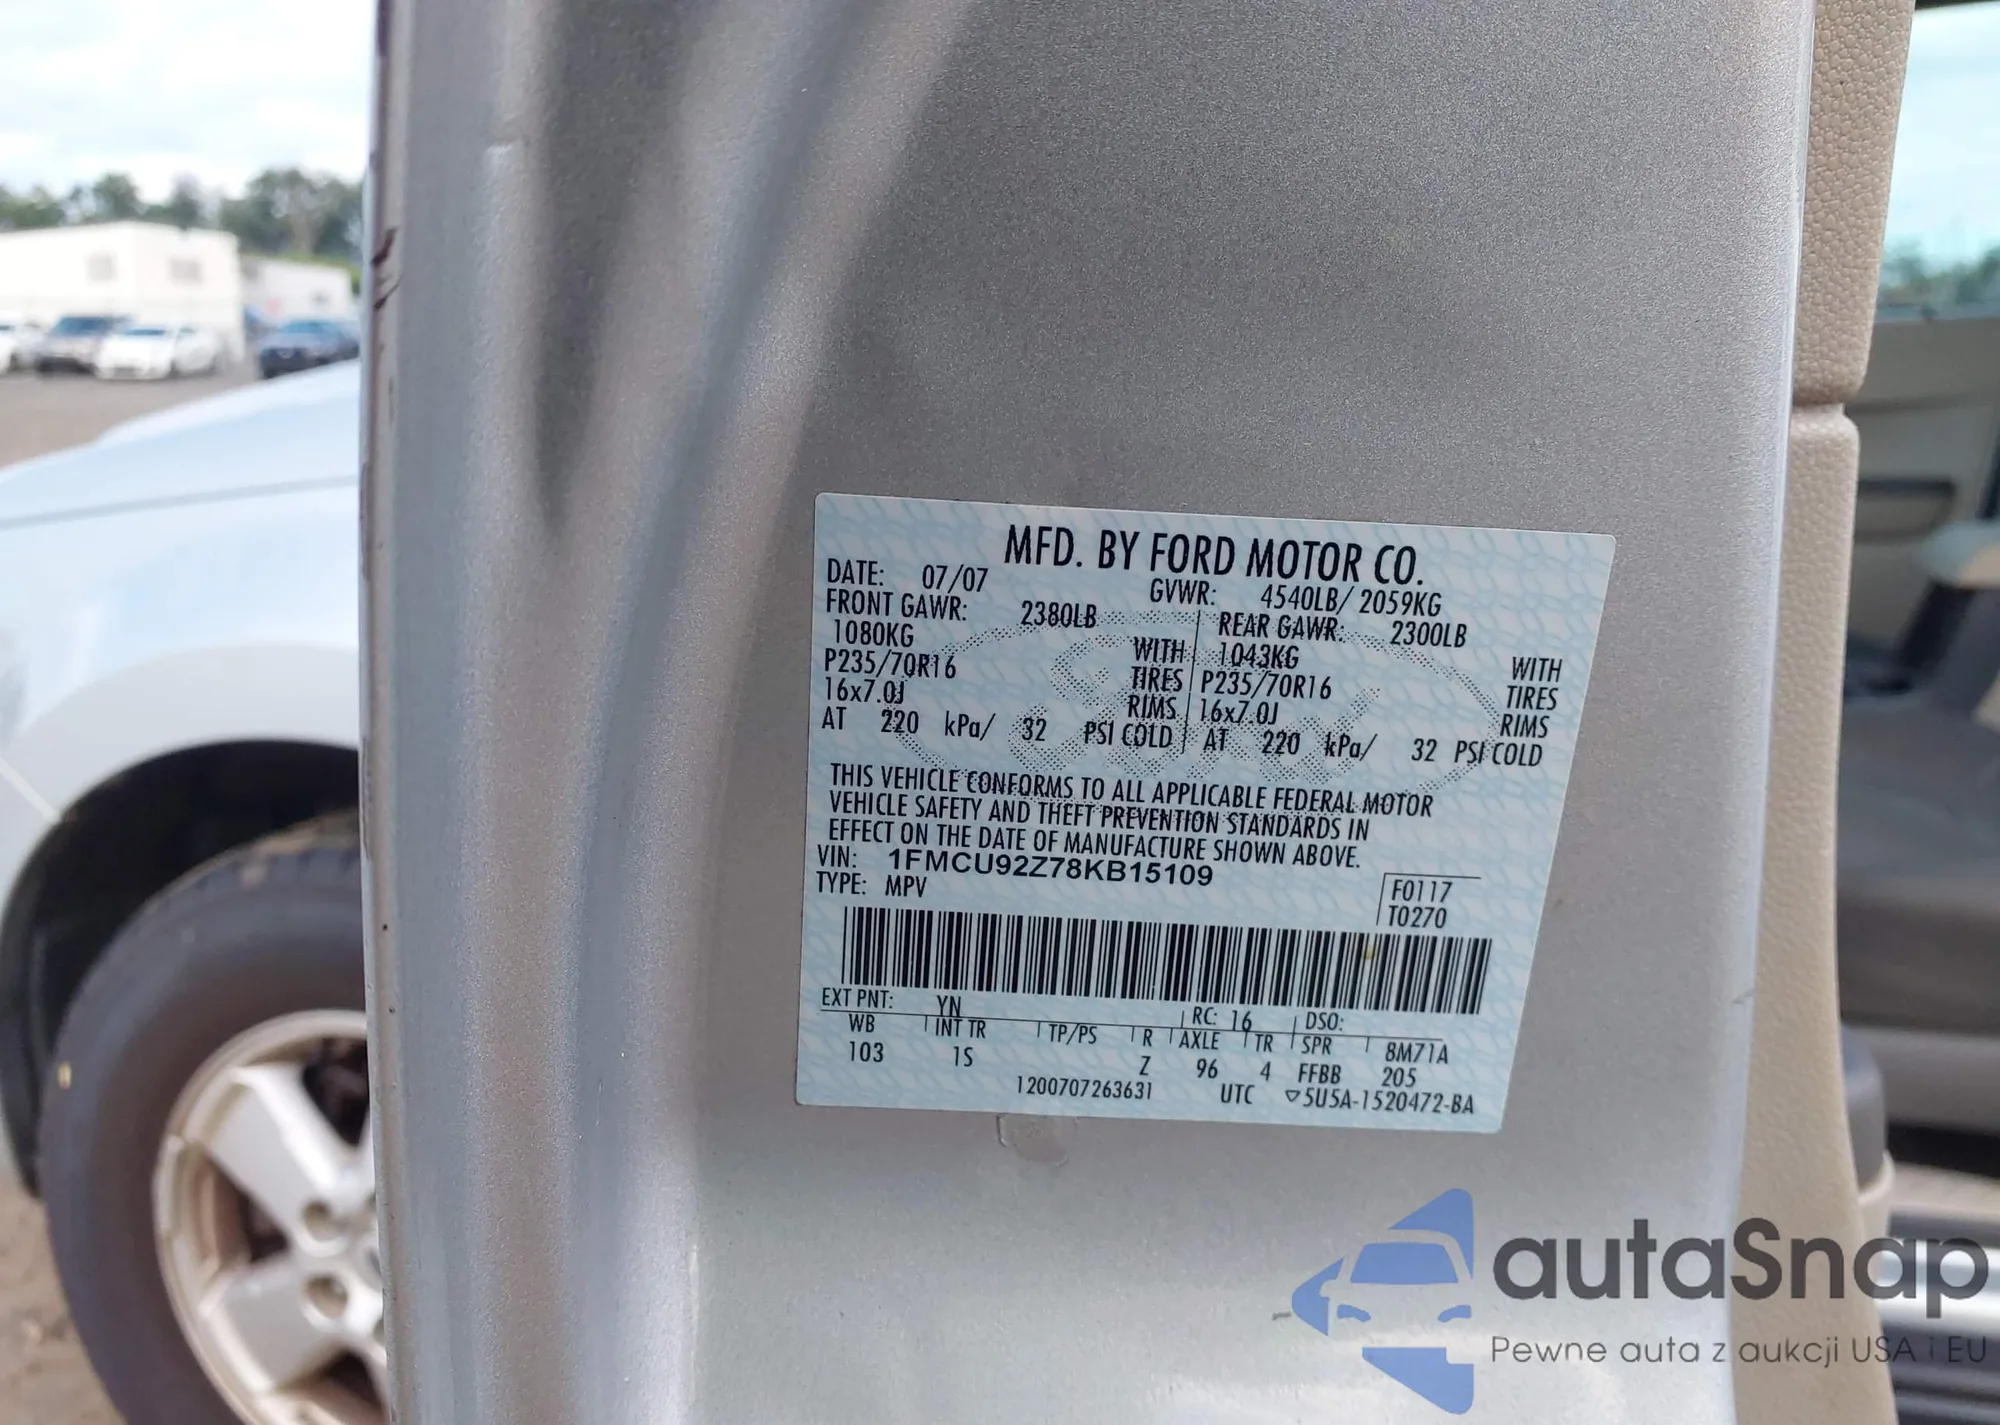 MFD. BY FORD MOTOR CO.
DATE: 07/07 GVWR: 4540LB/ 2059KG
FRONT GAWR: 2380LB REAR GAWR: 2300LB
1080KG WITH 1043KG WITH
P235/70R16 TIRES P235/70R16 TIRES
16x7.0J RIMS 16x7.0J RIMS
AT 220 kPa/ 32 PSI COLD AT 220 kPa/ 32 PSI COLD
THIS VEHICLE CONFORMS TO ALL APPLICABLE FEDERAL MOTOR
VEHICLE SAFETY AND THEFT PREVENTION STANDARDS IN
EFFECT ON THE DATE OF MANUFACTURE SHOWN ABOVE.
VIN: 1FMCU92Z78KB15109
TYPE: MPV F0117
T0270
EXT PNT: YN RC: 16 DSO:
WB INT TR TP/PS R AXLE TR SPR 8M71A
103 1S Z 96 4 FFBB 205
1200707263631 UTC ▽5U5A-1520472-BA
autaSnap
Pewne auta z aukcji USA i EU